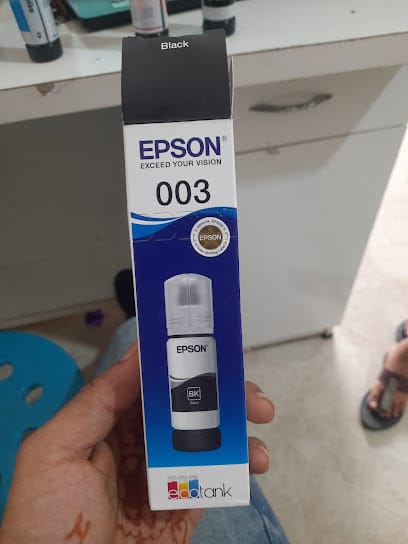 Black
EPSON
EXCEED YOUR VISION
003
EPSON
EPSON
BK
ecotank